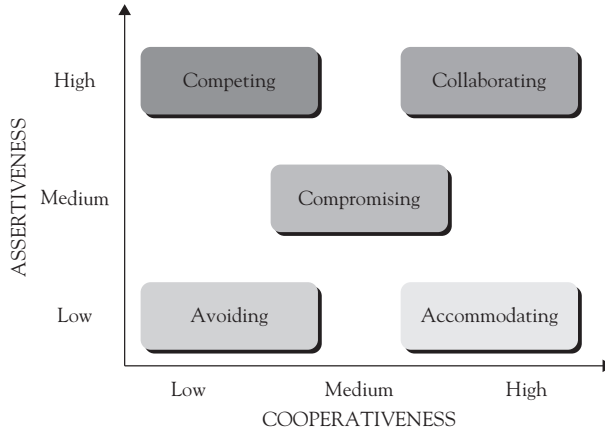 High
Competing
Collaborating
ASSERTIVENESS
Medium
Compromising
Low
Avoiding
Accommodating
Low
Medium
High
COOPERATIVENESS